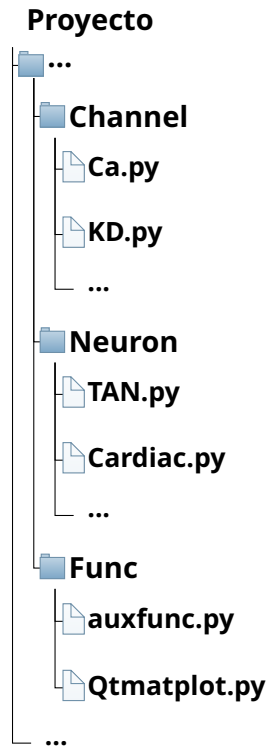 Proyecto
...
Channel
Ca.py
KD.py
...
Neuron
TAN.py
Cardiac.py
...
Func
auxfunc.py
Qtmatplot.py
...